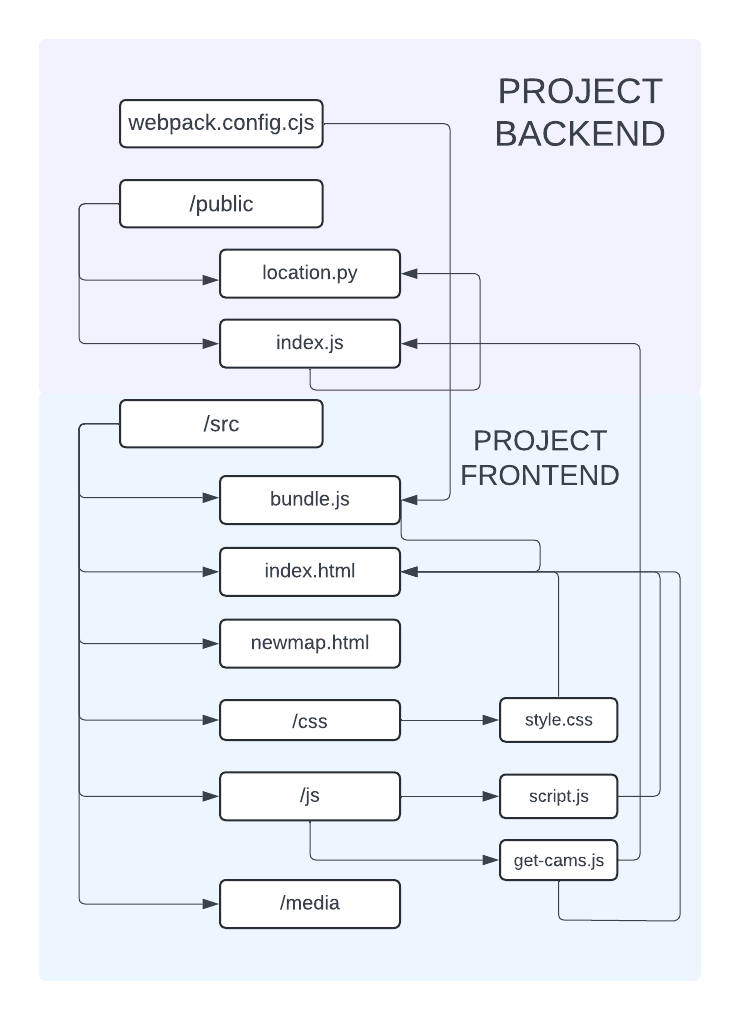 PROJECT
BACKEND
webpack.config.cjs
/public
location.py
index.js
/src
PROJECT
FRONTEND
bundle.js
index.html
newmap.html
/css
style.css
/js
script.js
get-cams.js
/media